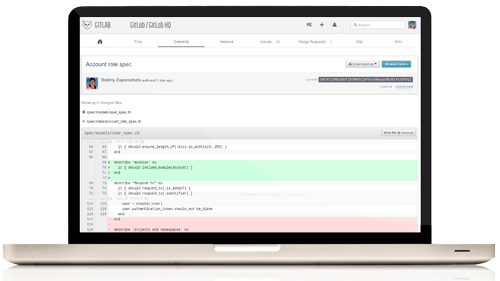 GITLAB
GitLab / GitLab HQ
Search
Files
Commits
Network
Issues
Merge Requests
Wall
Wiki
Account role spec
Download as
Browse Code »
Dmitriy Zaporozhets authored 1 day ago
1 parent
Showing 2 changed files
spec/models/user_spec.rb
spec/roles/account_role_spec.rb
spec/models/user_spec.rb
View file @
it { should ensure_length_of(:bio).is_within(0..255) }
end
describe 'modules' do
it { should include_module(Account) }
end
describe "Respond to" do
it { should respond_to(:is_admin?) }
it { should respond_to(:identifier) }
user = create(:user)
user.authentication_token.should_not be_blank
end
end
describe 'projects and namespaces' do